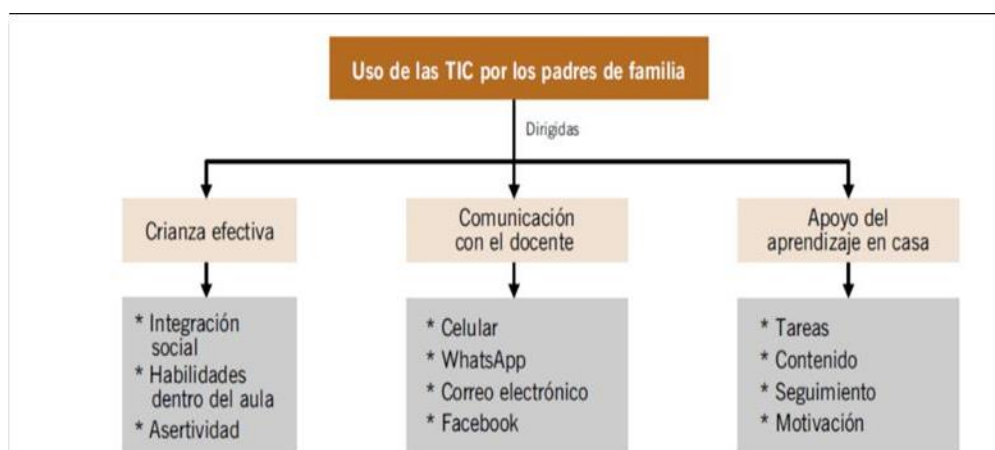 Uso de las TIC por los padres de familia
Dirigidas
Crianza efectiva
* Integración
social
* Habilidades
dentro del aula
* Asertividad
Comunicación
con el docente
* Celular
* WhatsApp
* Correo electrónico
* Facebook
Apoyo del
aprendizaje en casa
* Tareas
* Contenido
* Seguimiento
* Motivación